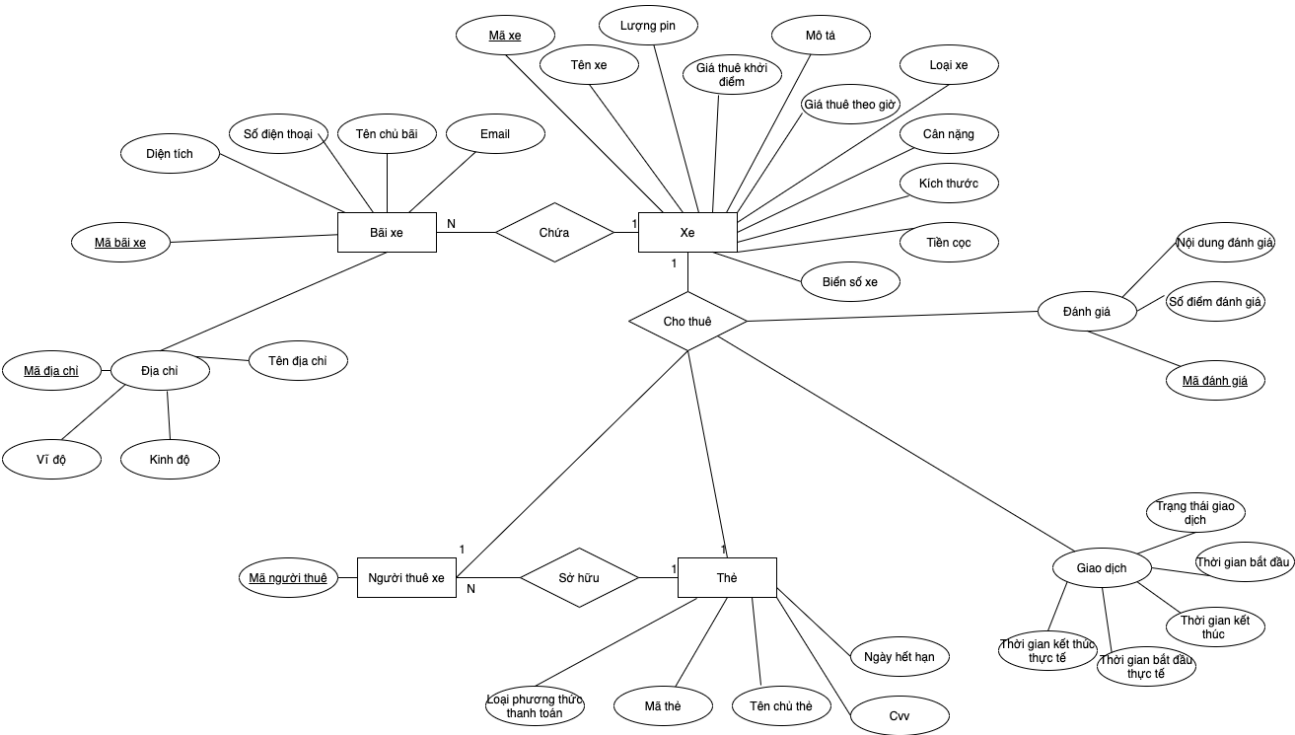 Lượng pin
Mã xe
Mô tả
Tên xe
Giá thuê khởi
điểm
Loại xe
Giá thuê theo giờ
Số điện thoại
Tên chủ bãi
Email
Cân nặng
Diện tích
Kích thước
N
1
Bãi xe
Chứa
Xe
Mã bãi xe
Tiền cọc
Nội dung đánh giá
1
Biển số xe
Số điểm đánh giá
Cho thuê
Đánh giá
Tên địa chỉ
Mã địa chỉ
Địa chỉ
Mã đánh giá
Vĩ độ
Kinh độ
Trạng thái giao
dịch
1
1
Thời gian bắt đầu
Mã người thuê
Người thuê xe
Sở hữu
1
Thẻ
Giao dịch
N
Thời gian kết
thúc
Thời gian kết thúc
thực tế
Thời gian bắt đầu
thực tế
Ngày hết hạn
Loại phương thức
thanh toán
Mã thẻ
Tên chủ thẻ
Cvv